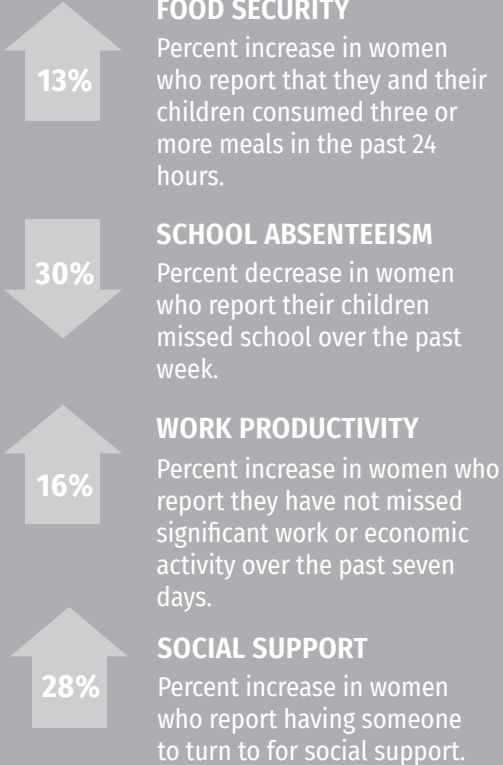 FOOD SECURITY
13%
Percent increase in women
who report that they and their
children consumed three or
more meals in the past 24
hours.
SCHOOL ABSENTEEISM
30%
Percent decrease in women
who report their children
missed school over the past
week.
WORK PRODUCTIVITY
16%
Percent increase in women who
report they have not missed
significant work or economic
activity over the past seven
days.
SOCIAL SUPPORT
28%
Percent increase in women
who report having someone
to turn to for social support.